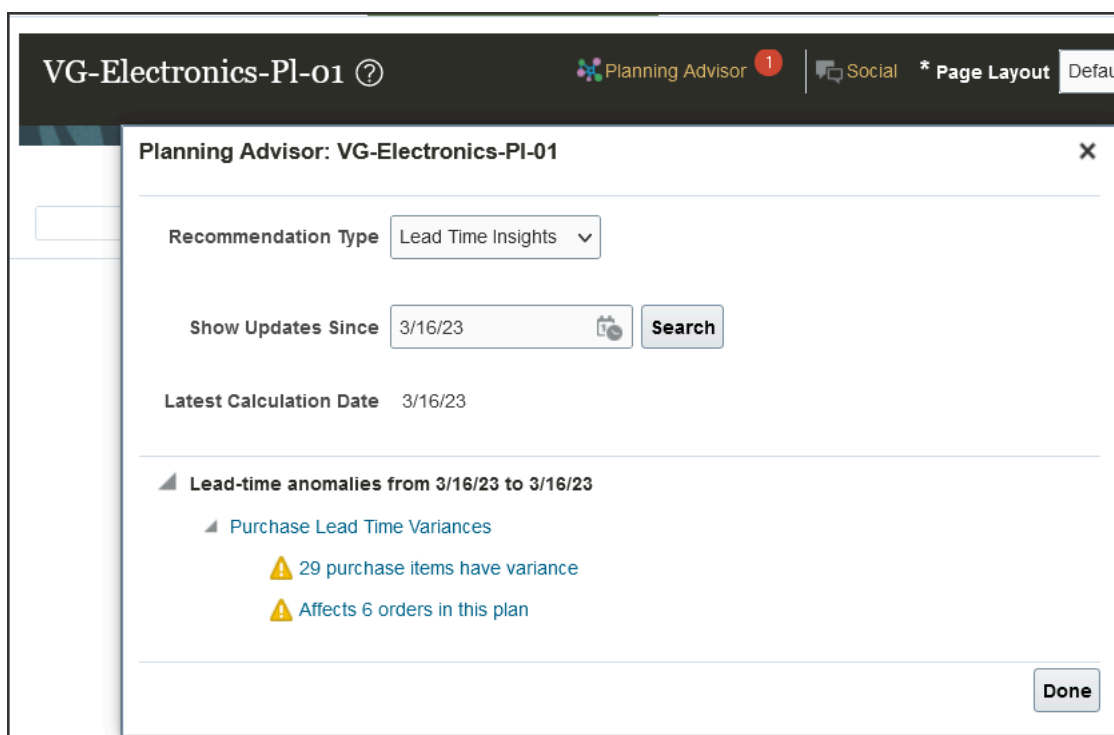 VG-Electronics-Pl-01 ? Planning Advisor 1 Social * Page Layout
Planning Advisor: VG-Electronics-Pl-01
Recommendation Type Lead Time Insights
Show Updates Since 3/16/23 Search
Latest Calculation Date 3/16/23
Lead-time anomalies from 3/16/23 to 3/16/23
Purchase Lead Time Variances
29 purchase items have variance
Affects 6 orders in this plan
Done